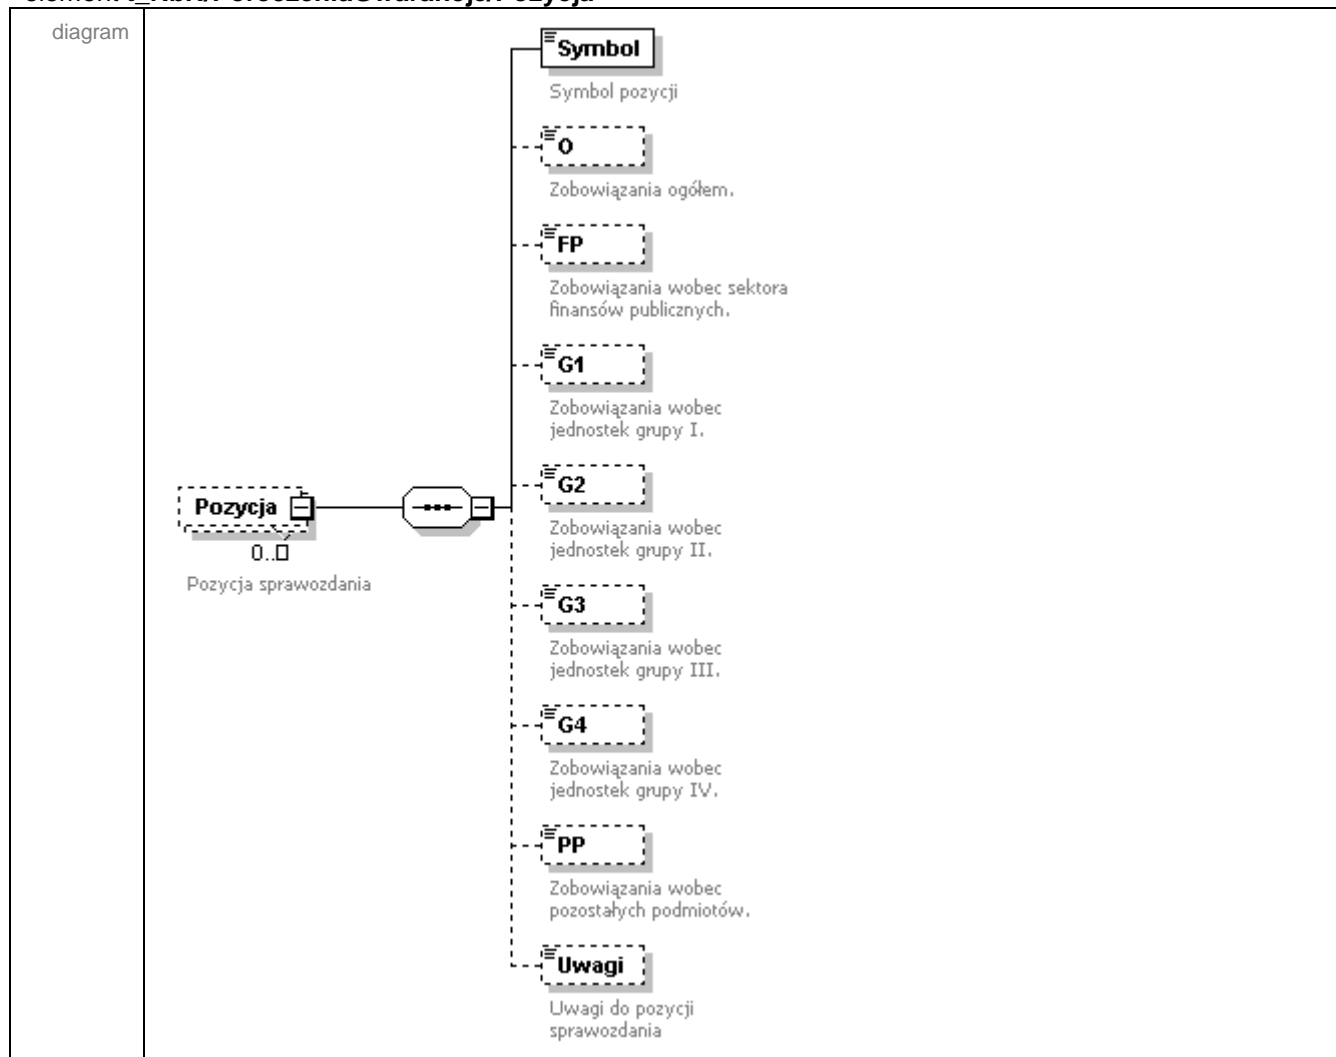 diagram
Symbol
Symbol pozycji
O
Zobowiązania ogółem.
FP
Zobowiązania wobec sektora
finansów publicznych.
G1
Zobowiązania wobec
jednostek grupy I.
G2
Zobowiązania wobec
jednostek grupy II.
Pozycja
0..
Pozycja sprawozdania
G3
Zobowiązania wobec
jednostek grupy III.
G4
Zobowiązania wobec
jednostek grupy IV.
PP
Zobowiązania wobec
pozostałych podmiotów.
Uwagi
Uwagi do pozycji
sprawozdania